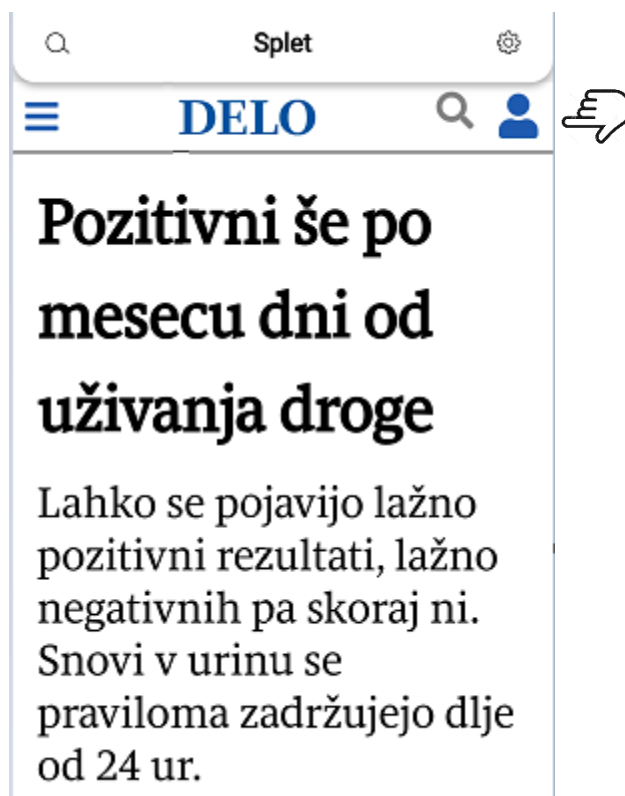 Splet
DELO
Pozitivni še po
mesecu dni od
uživanja droge
Lahko se pojavijo lažno
pozitivni rezultati, lažno
negativnih pa skoraj ni.
Snovi v urinu se
praviloma zadržujejo dlje
od 24 ur.